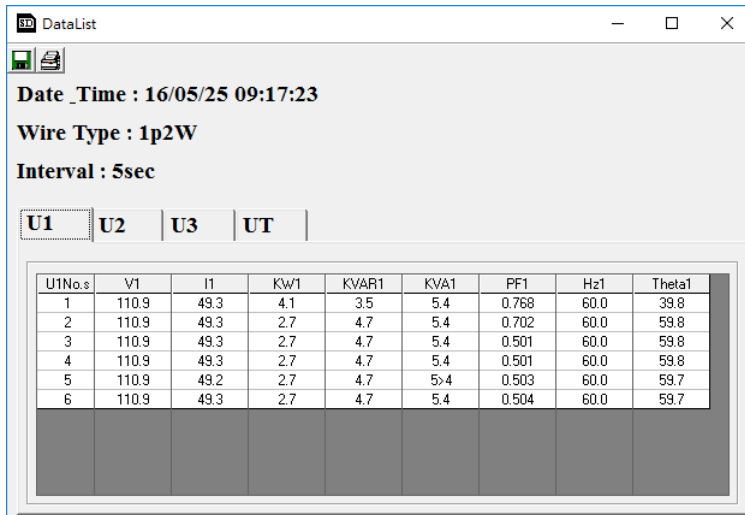 SD DataList
Date_Time : 16/05/25 09:17:23
Wire Type : 1p2W
Interval : 5sec
U1 U2 U3 UT
U1No.s V1 I1 KW1 KVAR1 KVA1 PF1 Hz1 Theta1
1 110.9 49.3 4.1 3.5 5.4 0.768 60.0 39.8
2 110.9 49.3 2.7 4.7 5.4 0.702 60.0 59.8
3 110.9 49.3 2.7 4.7 5.4 0.501 60.0 59.8
4 110.9 49.3 2.7 4.7 5.4 0.501 60.0 59.8
5 110.9 49.2 2.7 4.7 5>4 0.503 60.0 59.7
6 110.9 49.3 2.7 4.7 5.4 0.504 60.0 59.7